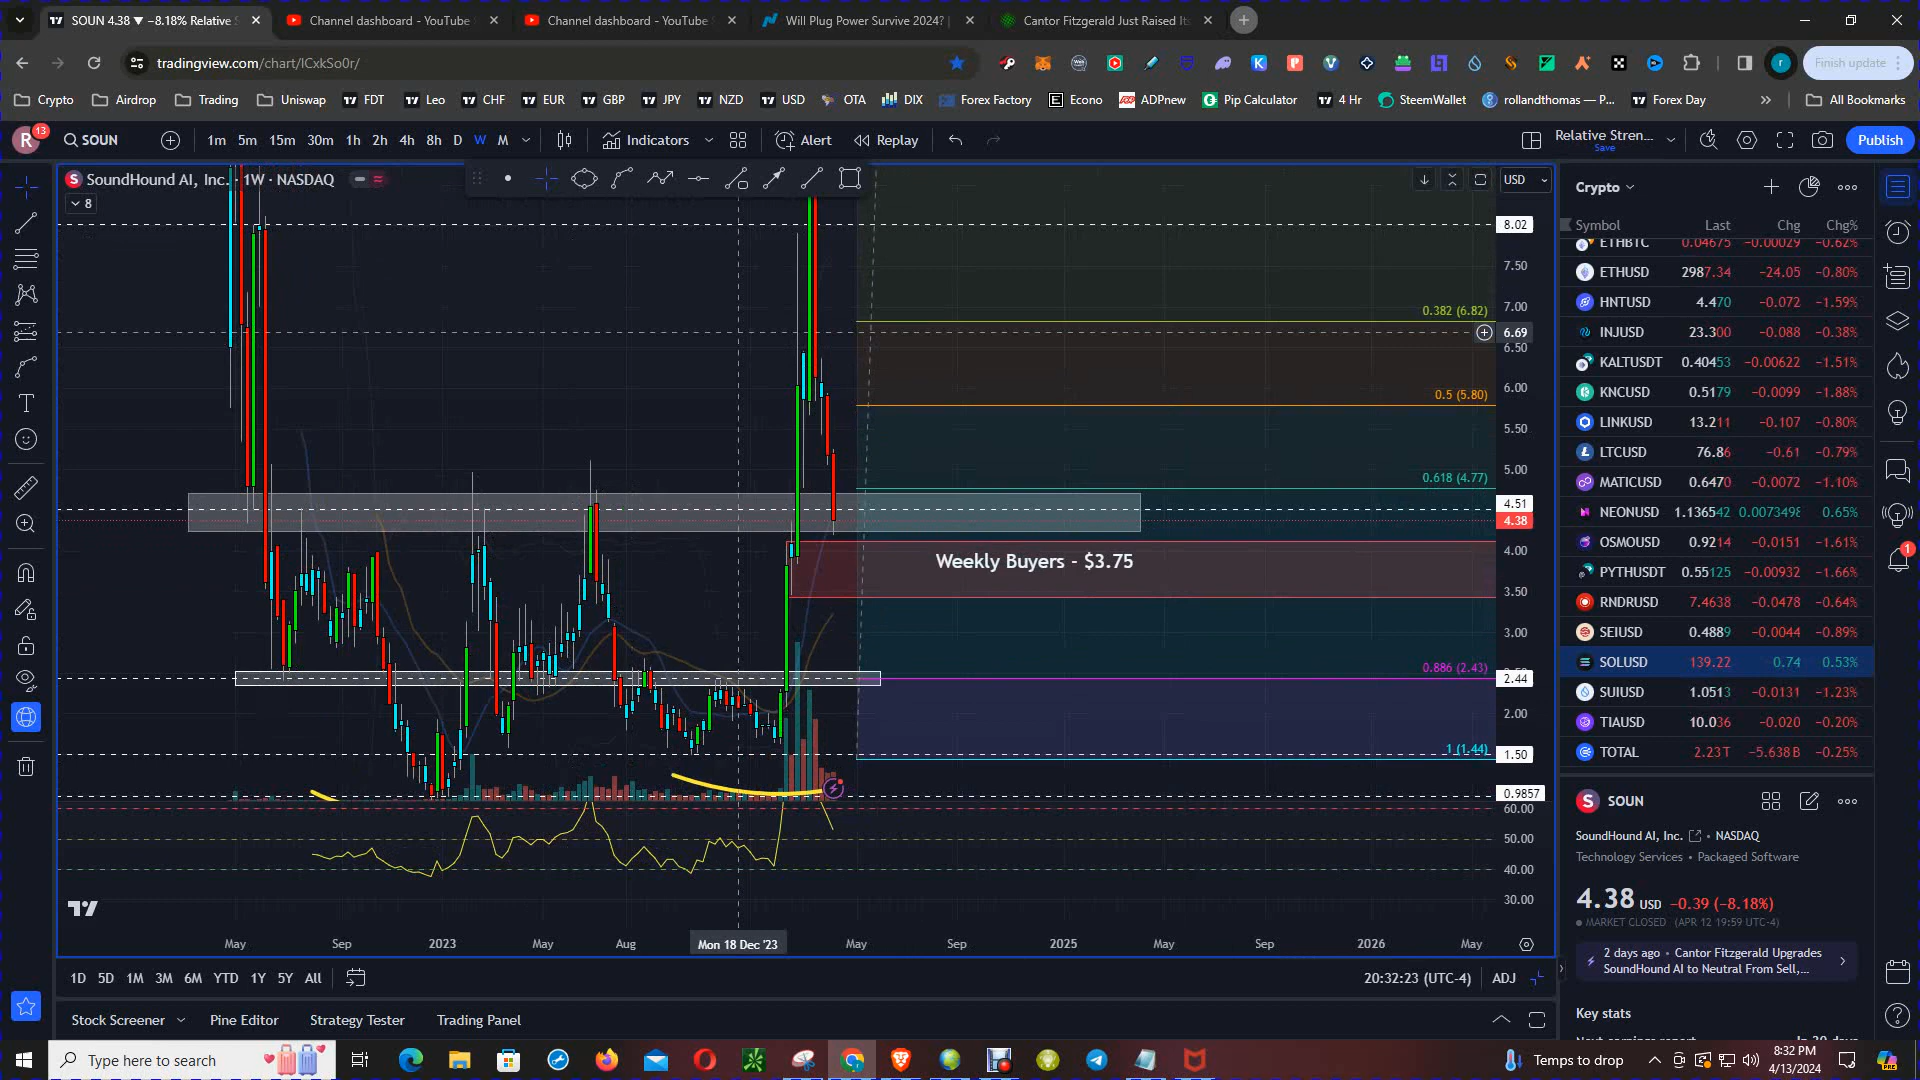 SOUN 4.38 ▼ −8.18% Relative S
Channel dashboard - YouTube
Channel dashboard - YouTube
Will Plug Power Survive 2024? |
Cantor Fitzgerald Just Raised It
tradingview.com/chart/ICxkSo0r/
Finish update
Crypto Airdrop Trading Uniswap FDT Leo CHF EUR GBP JPY NZD USD OTA DIX Forex Factory Econo ADPnew Pip Calculator 4 Hr SteemWallet rollandthomas — P... Forex Day » All Bookmarks
R 13 SOUN 1m 5m 15m 30m 1h 2h 4h 8h D W M Indicators Alert Replay Relative Stren... Save Publish
SoundHound AI, Inc. · 1W · NASDAQ
8
USD
8.02
7.50
7.00
0.382 (6.82)
6.69
6.50
6.00
0.5 (5.80)
5.50
5.00
0.618 (4.77)
4.51
4.38
4.00
Weekly Buyers - $3.75
3.50
3.00
0.886 (2.43)
2.44
2.00
1 (1.44)
1.50
0.9857
60.00
50.00
40.00
30.00
May Sep 2023 May Aug Mon 18 Dec '23 May Sep 2025 May Sep 2026 May
1D 5D 1M 3M 6M YTD 1Y 5Y All
20:32:23 (UTC-4) ADJ
Stock Screener Pine Editor Strategy Tester Trading Panel
Crypto
Symbol Last Chg Chg%
ETHBTC 0.04675 −0.00029 −0.62%
ETHUSD 2987.34 −24.05 −0.80%
HNTUSD 4.470 −0.072 −1.59%
INJUSD 23.300 −0.088 −0.38%
KALTUSDT 0.40453 −0.00622 −1.51%
KNCUSD 0.5179 −0.0099 −1.88%
LINKUSD 13.211 −0.107 −0.80%
LTCUSD 76.86 −0.61 −0.79%
MATICUSD 0.6470 −0.0072 −1.10%
NEONUSD 1.136542 0.0073498 0.65%
OSMOUSD 0.9214 −0.0151 −1.61%
PYTHUSDT 0.55125 −0.00932 −1.66%
RNDRUSD 7.4638 −0.0478 −0.64%
SEIUSD 0.4889 −0.0044 −0.89%
SOLUSD 139.22 0.74 0.53%
SUIUSD 1.0513 −0.0131 −1.23%
TIAUSD 10.036 −0.020 −0.20%
TOTAL 2.23T −5.638B −0.25%
SOUN
SoundHound AI, Inc. • NASDAQ
Technology Services • Packaged Software
4.38 USD −0.39 (−8.18%)
MARKET CLOSED (APR 12 19:59 UTC-4)
2 days ago • Cantor Fitzgerald Upgrades
SoundHound AI to Neutral From Sell,...
Key stats
1
Type here to search
Temps to drop
8:32 PM
4/13/2024